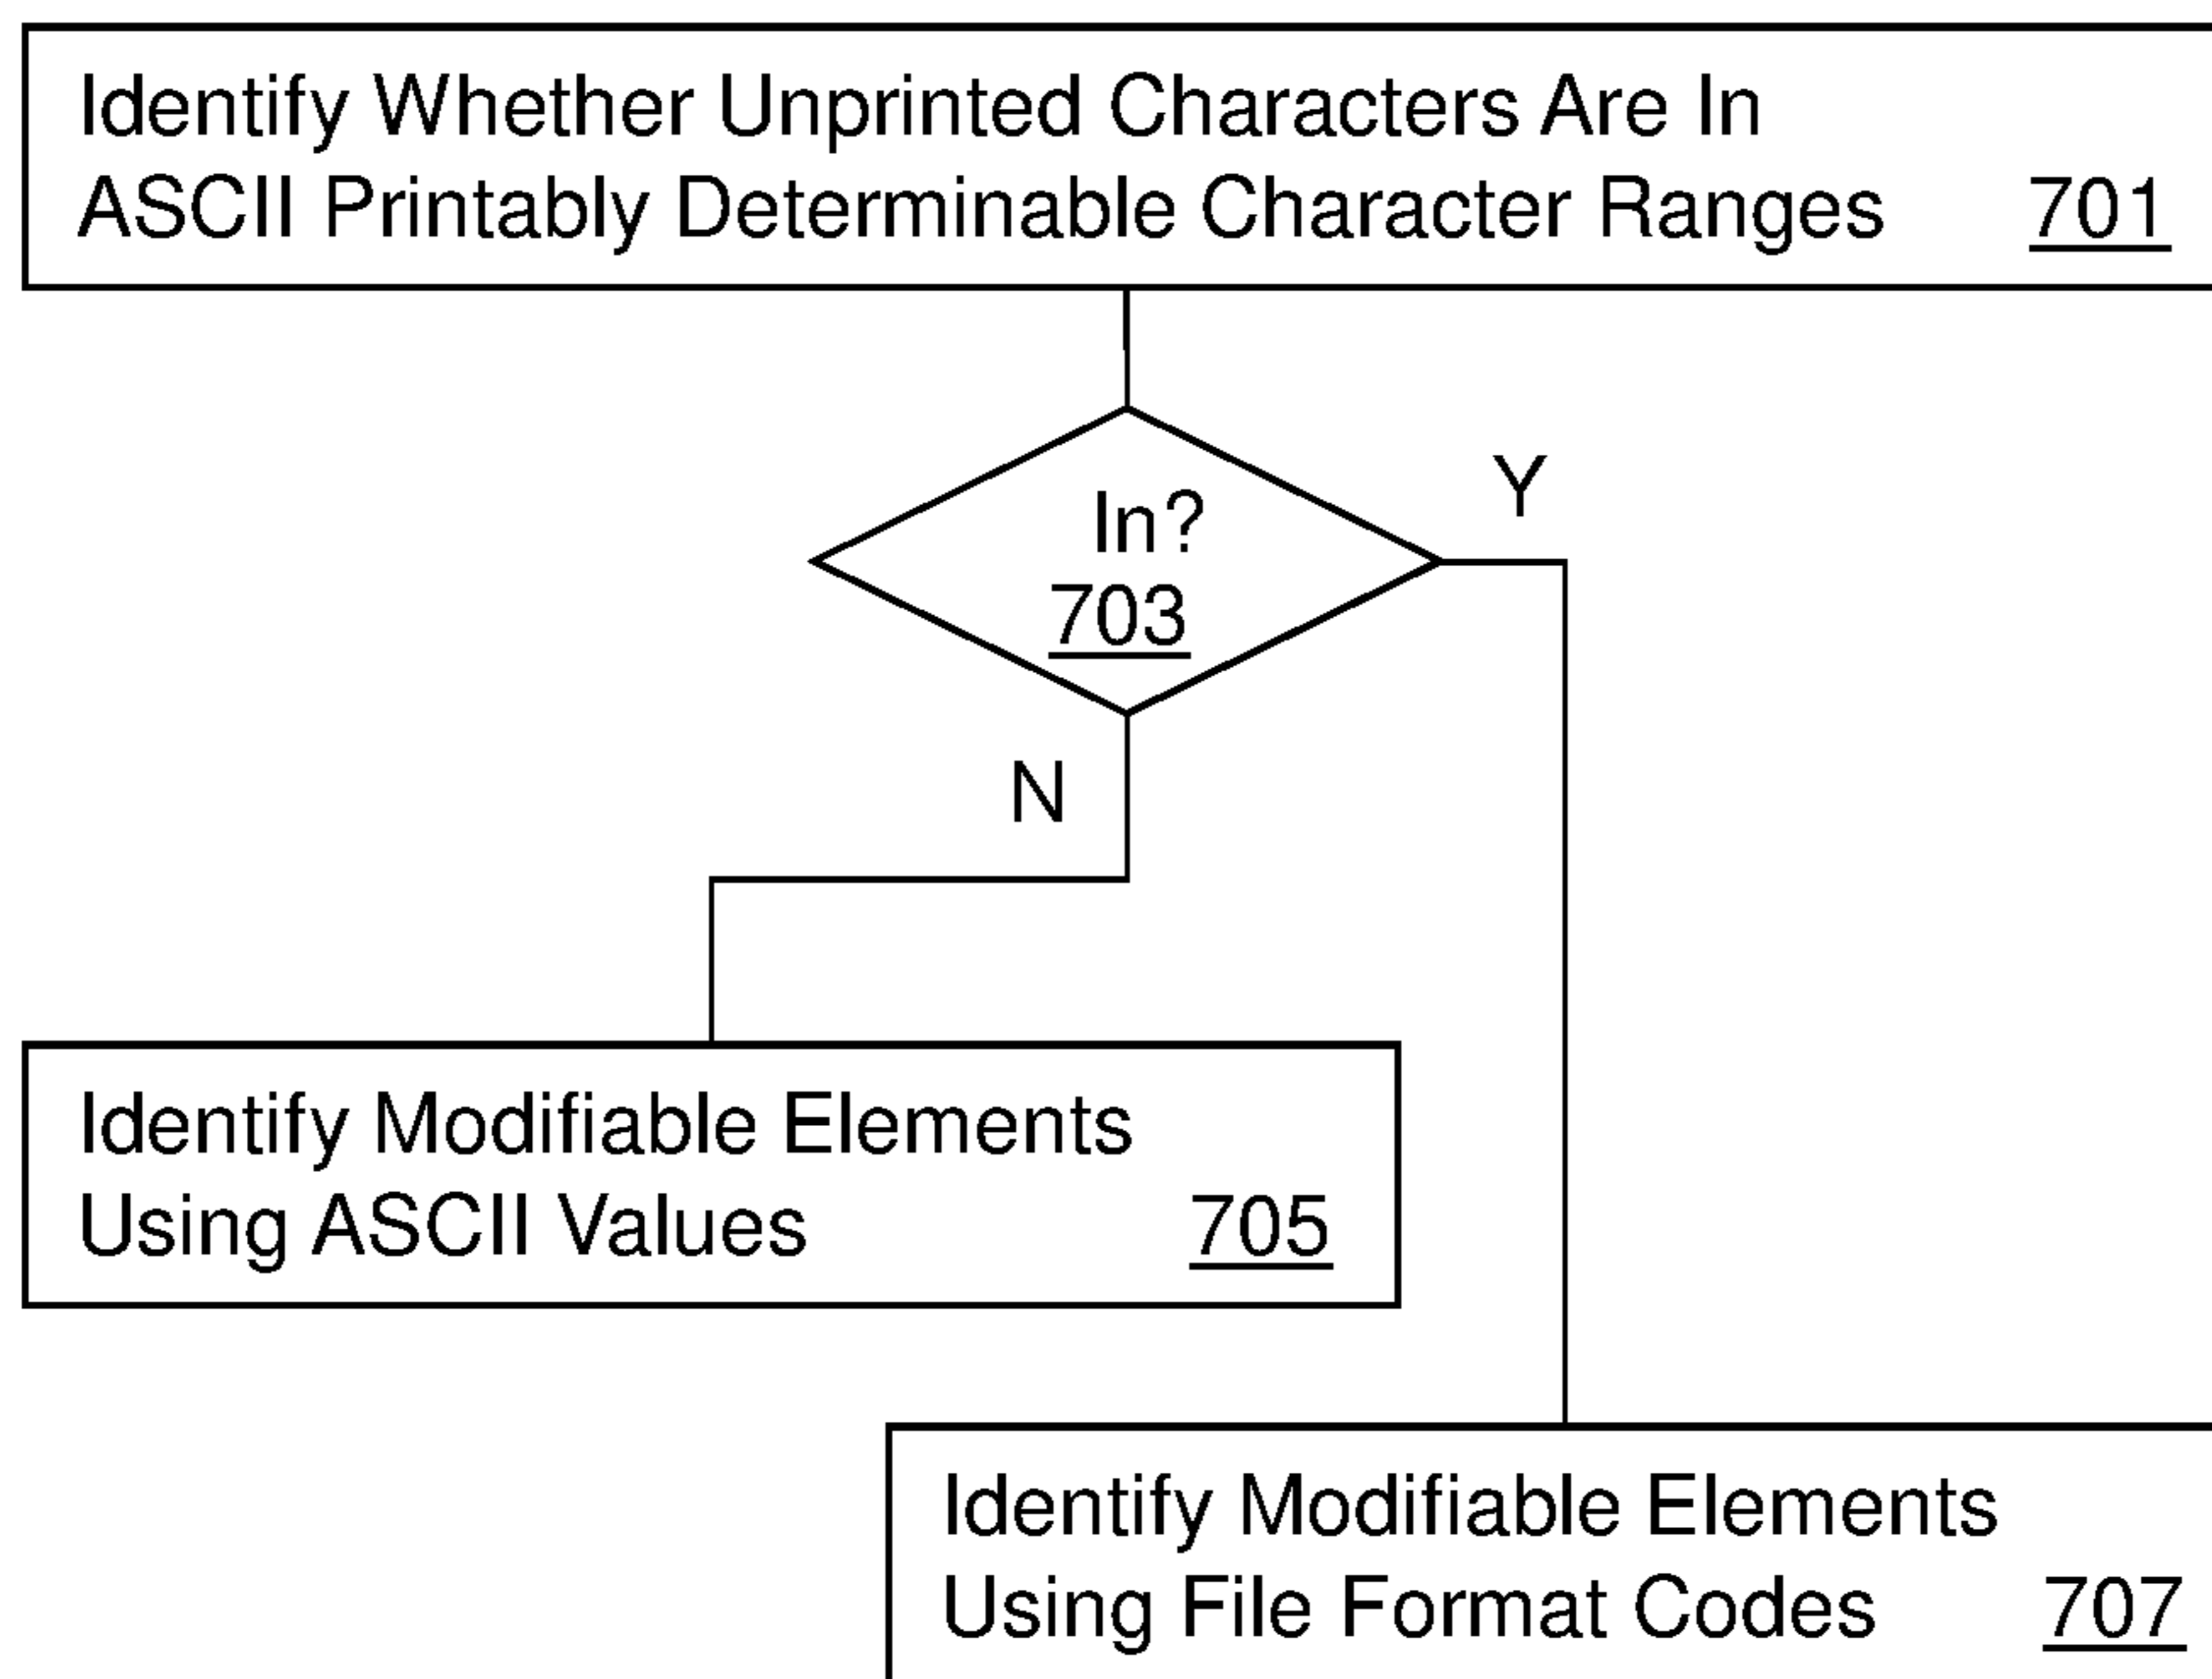 Identify Whether Unprinted Characters Are In
ASCII Printably Determinable Character Ranges 701
In?
703
Y
N
Identify Modifiable Elements
Using ASCII Values 705
Identify Modifiable Elements
Using File Format Codes 707